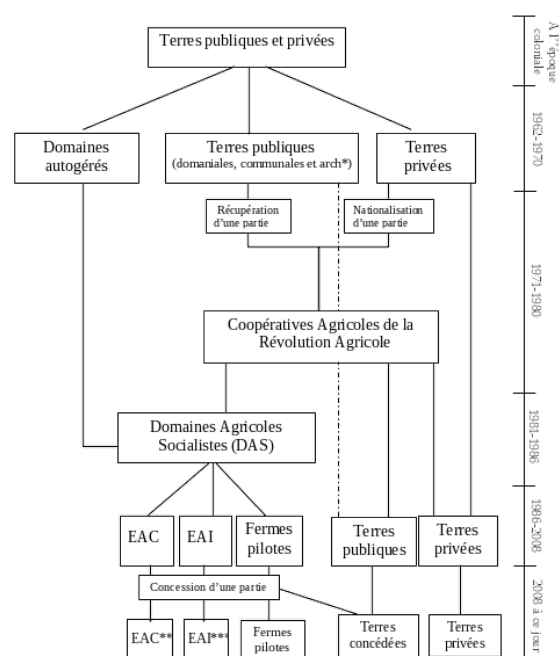 Terres publiques et privées
A l'’époque
coloniale
1962-1970
Domaines
autogérés
Terres publiques
(domaniales, communales et arch*)
Terres
privées
Récupération
d'une partie
Nationalisation
d'une partie
1971-1980
Coopératives Agricoles de la
Révolution Agricole
1981-1986
Domaines Agricoles
Socialistes (DAS)
1986-2008
EAC
EAI
Fermes
pilotes
Terres
publiques
Terres
privées
Concession d’une partie
2008 à ce jour
EAC**
EAI***
Fermes
pilotes
Terres
concédées
Terres
privées